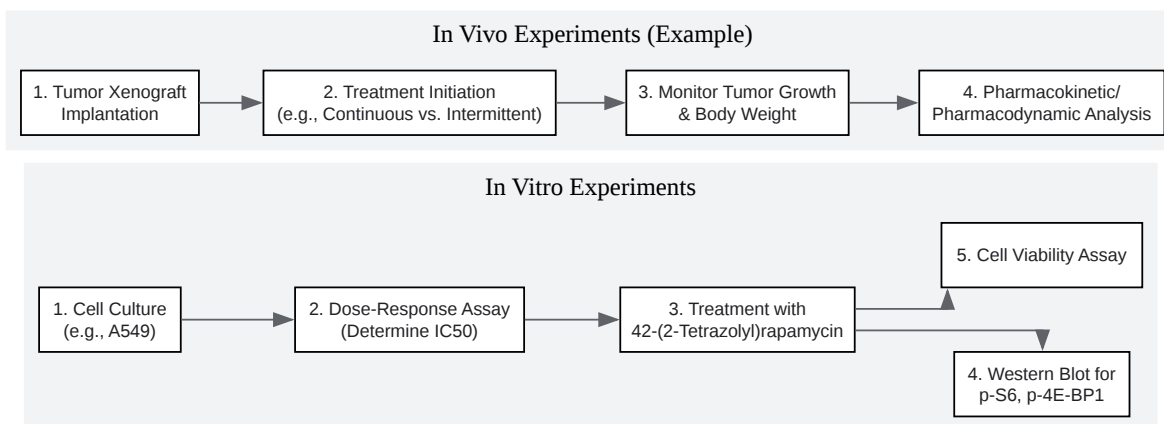 In Vivo Experiments (Example)
1. Tumor Xenograft
Implantation
2. Treatment Initiation
(e.g., Continuous vs. Intermittent)
3. Monitor Tumor Growth
& Body Weight
4. Pharmacokinetic/
Pharmacodynamic Analysis
In Vitro Experiments
1. Cell Culture
(e.g., A549)
2. Dose-Response Assay
(Determine IC50)
3. Treatment with
42-(2-Tetrazolyl)rapamycin
5. Cell Viability Assay
4. Western Blot for
p-S6, p-4E-BP1